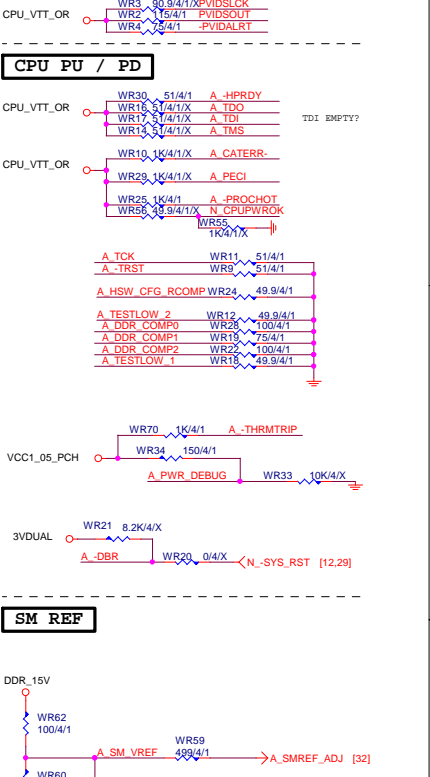 WR3 90.9/4/1/X PVIDSLCK
CPU_VTT_OR WR2 115/4/1 PVIDSOUT
WR4 75/4/1 -PVIDALRT
CPU PU / PD
WR30 51/4/1 A_-HPRDY
CPU_VTT_OR WR16 51/4/1/X A_TDO
WR17 51/4/1/X A_TDI TDI EMPTY?
WR14 51/4/1/X A_TMS
WR10 1K/4/1/X A_CATERR-
CPU_VTT_OR
WR29 1K/4/1/X A_PECI
WR25 1K/4/1 A_-PROCHOT
WR56 49.9/4/1/X N_CPUPWROK
WR55
1K/4/1/X
A_TCK WR11 51/4/1
A_-TRST WR9 51/4/1
A_HSW_CFG_RCOMP WR24 49.9/4/1
A_TESTLOW_2 WR12 49.9/4/1
A_DDR_COMP0 WR28 100/4/1
A_DDR_COMP1 WR19 75/4/1
A_DDR_COMP2 WR22 100/4/1
A_TESTLOW_1 WR18 49.9/4/1
WR70 1K/4/1 A_-THRMTRIP
VCC1_05_PCH WR34 150/4/1
A_PWR_DEBUG WR33 10K/4/X
WR21 8.2K/4/X
3VDUAL
A_-DBR WR20 0/4/X N_-SYS_RST [12,29]
SM REF
DDR_15V
WR62
100/4/1
WR59
A_SM_VREF 499/4/1 A_SMREF_ADJ [32]
WR60